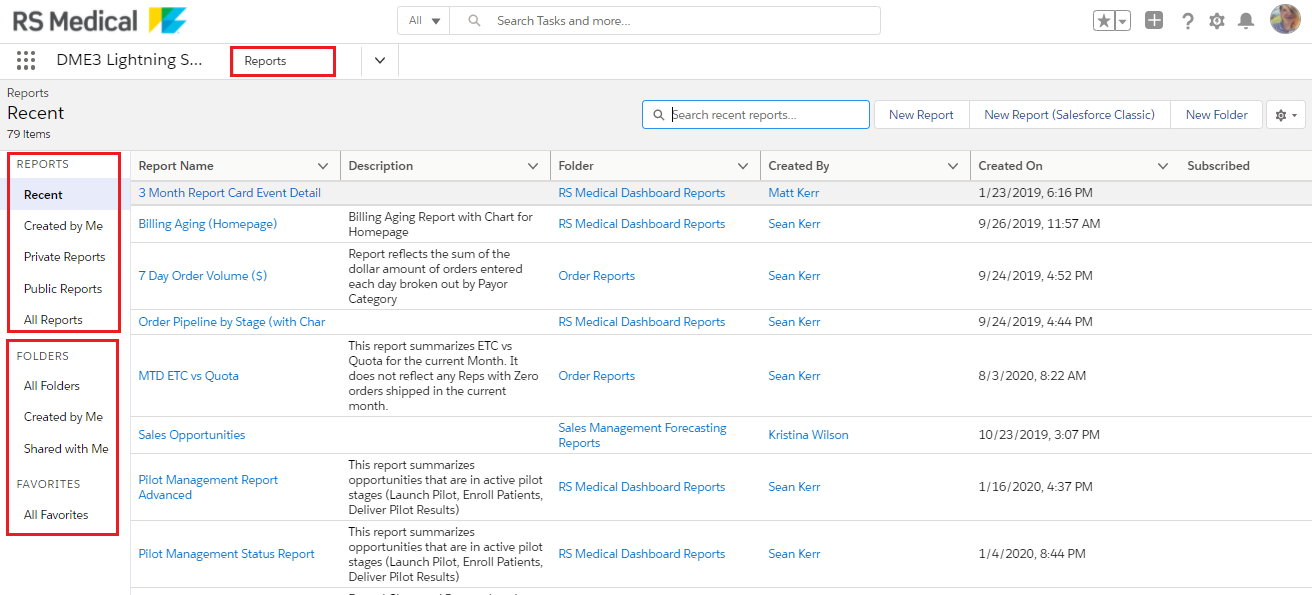 RS Medical
All
Search Tasks and more...
DME3 Lightning S...
Reports
Reports
Recent
79 Items
Search recent reports...
New Report
New Report (Salesforce Classic)
New Folder
REPORTS
Recent
Created by Me
Private Reports
Public Reports
All Reports
FOLDERS
All Folders
Created by Me
Shared with Me
FAVORITES
All Favorites
Report Name
Description
Folder
Created By
Created On
Subscribed
3 Month Report Card Event Detail
RS Medical Dashboard Reports
Matt Kerr
1/23/2019, 6:16 PM
Billing Aging (Homepage)
Billing Aging Report with Chart for
Homepage
RS Medical Dashboard Reports
Sean Kerr
9/26/2019, 11:57 AM
7 Day Order Volume ($)
Report reflects the sum of the
dollar amount of orders entered
each day broken out by Payor
Category
Order Reports
Sean Kerr
9/24/2019, 4:52 PM
Order Pipeline by Stage (with Char
RS Medical Dashboard Reports
Sean Kerr
9/24/2019, 4:44 PM
MTD ETC vs Quota
This report summarizes ETC vs
Quota for the current Month. It
does not reflect any Reps with Zero
orders shipped in the current
month.
Order Reports
Sean Kerr
8/3/2020, 8:22 AM
Sales Opportunities
Sales Management Forecasting
Reports
Kristina Wilson
10/23/2019, 3:07 PM
Pilot Management Report
Advanced
This report summarizes
opportunities that are in active pilot
stages (Launch Pilot, Enroll Patients,
Deliver Pilot Results)
RS Medical Dashboard Reports
Sean Kerr
1/16/2020, 4:37 PM
Pilot Management Status Report
This report summarizes
opportunities that are in active pilot
stages (Launch Pilot, Enroll Patients,
Deliver Pilot Results)
RS Medical Dashboard Reports
Sean Kerr
1/4/2020, 8:44 PM